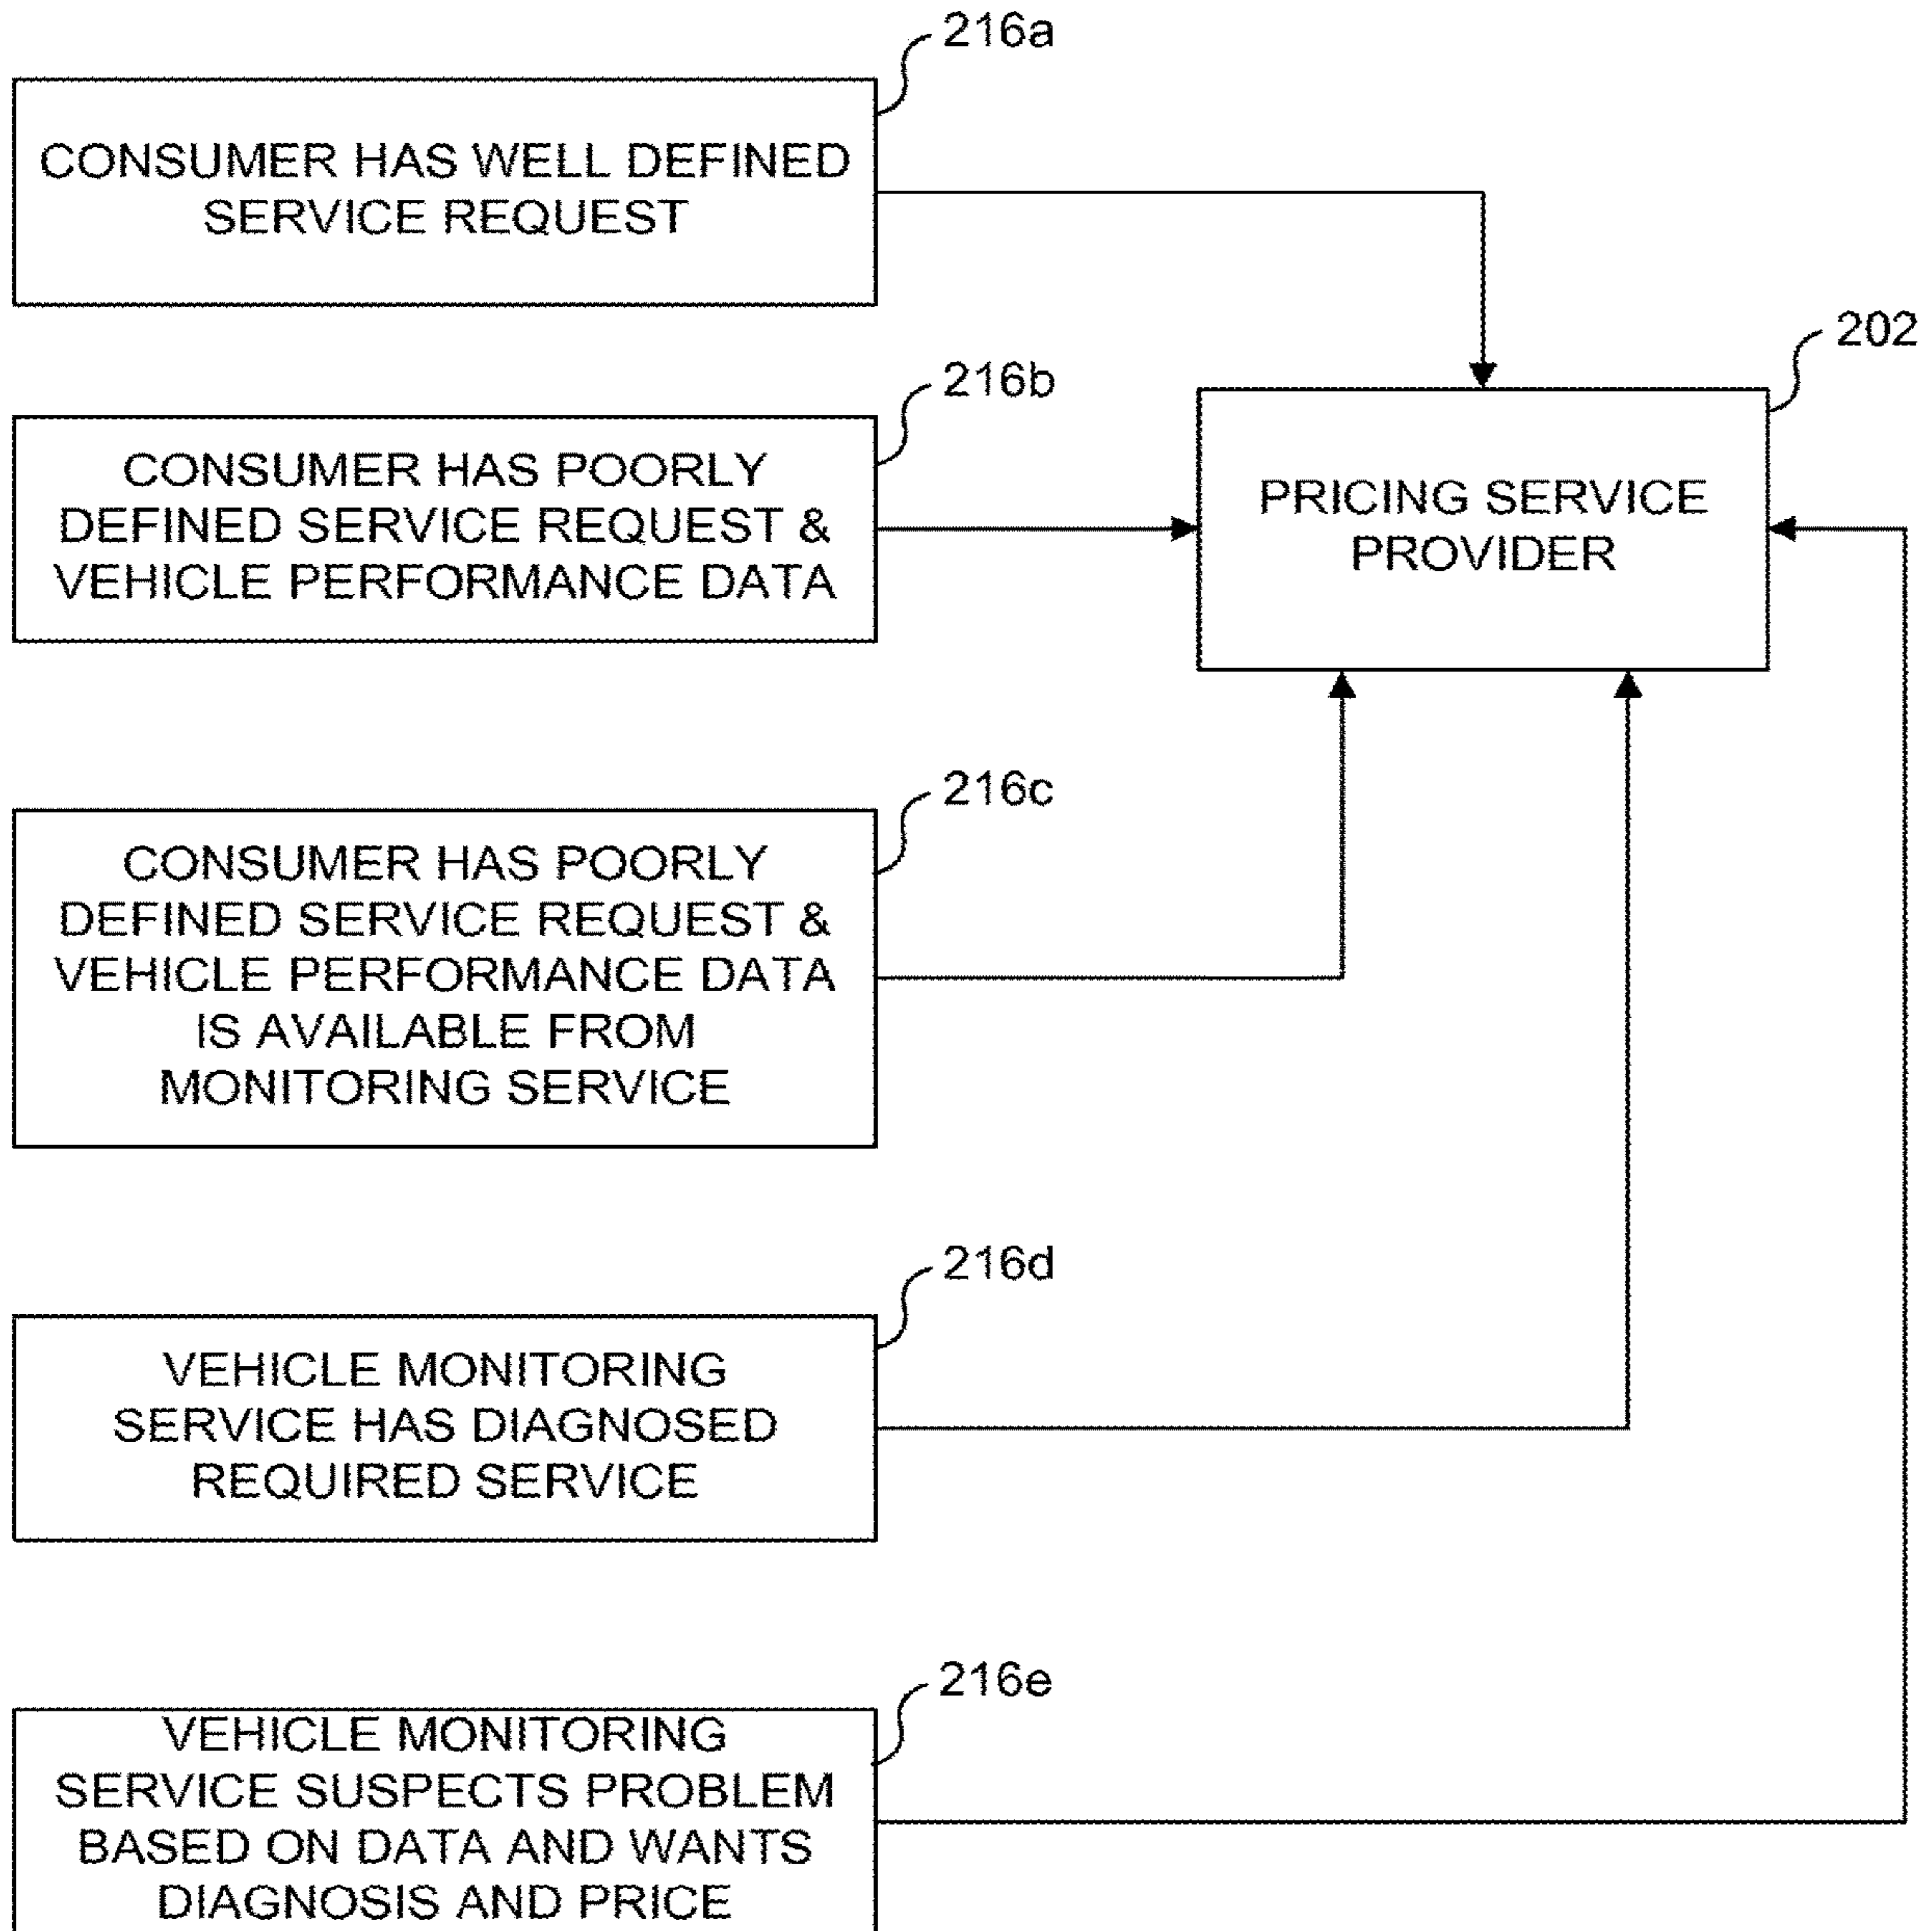 216a
CONSUMER HAS WELL DEFINED
SERVICE REQUEST
202
216b
CONSUMER HAS POORLY
DEFINED SERVICE REQUEST &
VEHICLE PERFORMANCE DATA
PRICING SERVICE
PROVIDER
216c
CONSUMER HAS POORLY
DEFINED SERVICE REQUEST &
VEHICLE PERFORMANCE DATA
IS AVAILABLE FROM
MONITORING SERVICE
216d
VEHICLE MONITORING
SERVICE HAS DIAGNOSED
REQUIRED SERVICE
216e
VEHICLE MONITORING
SERVICE SUSPECTS PROBLEM
BASED ON DATA AND WANTS
DIAGNOSIS AND PRICE